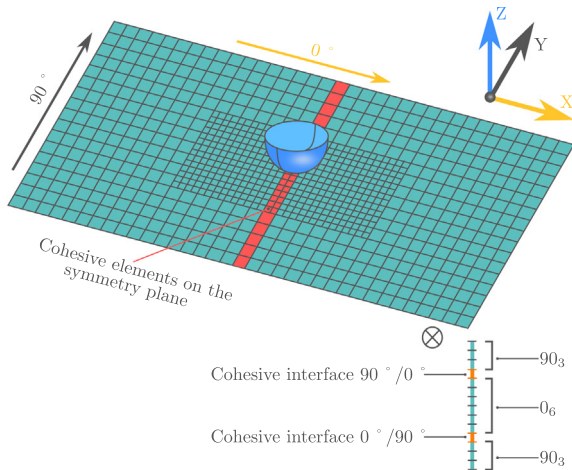 Z
Y
X
0 °
90 °
Cohesive elements on the
symmetry plane
90₃
Cohesive interface 90 °/0 °
0₆
Cohesive interface 0 °/90 °
90₃